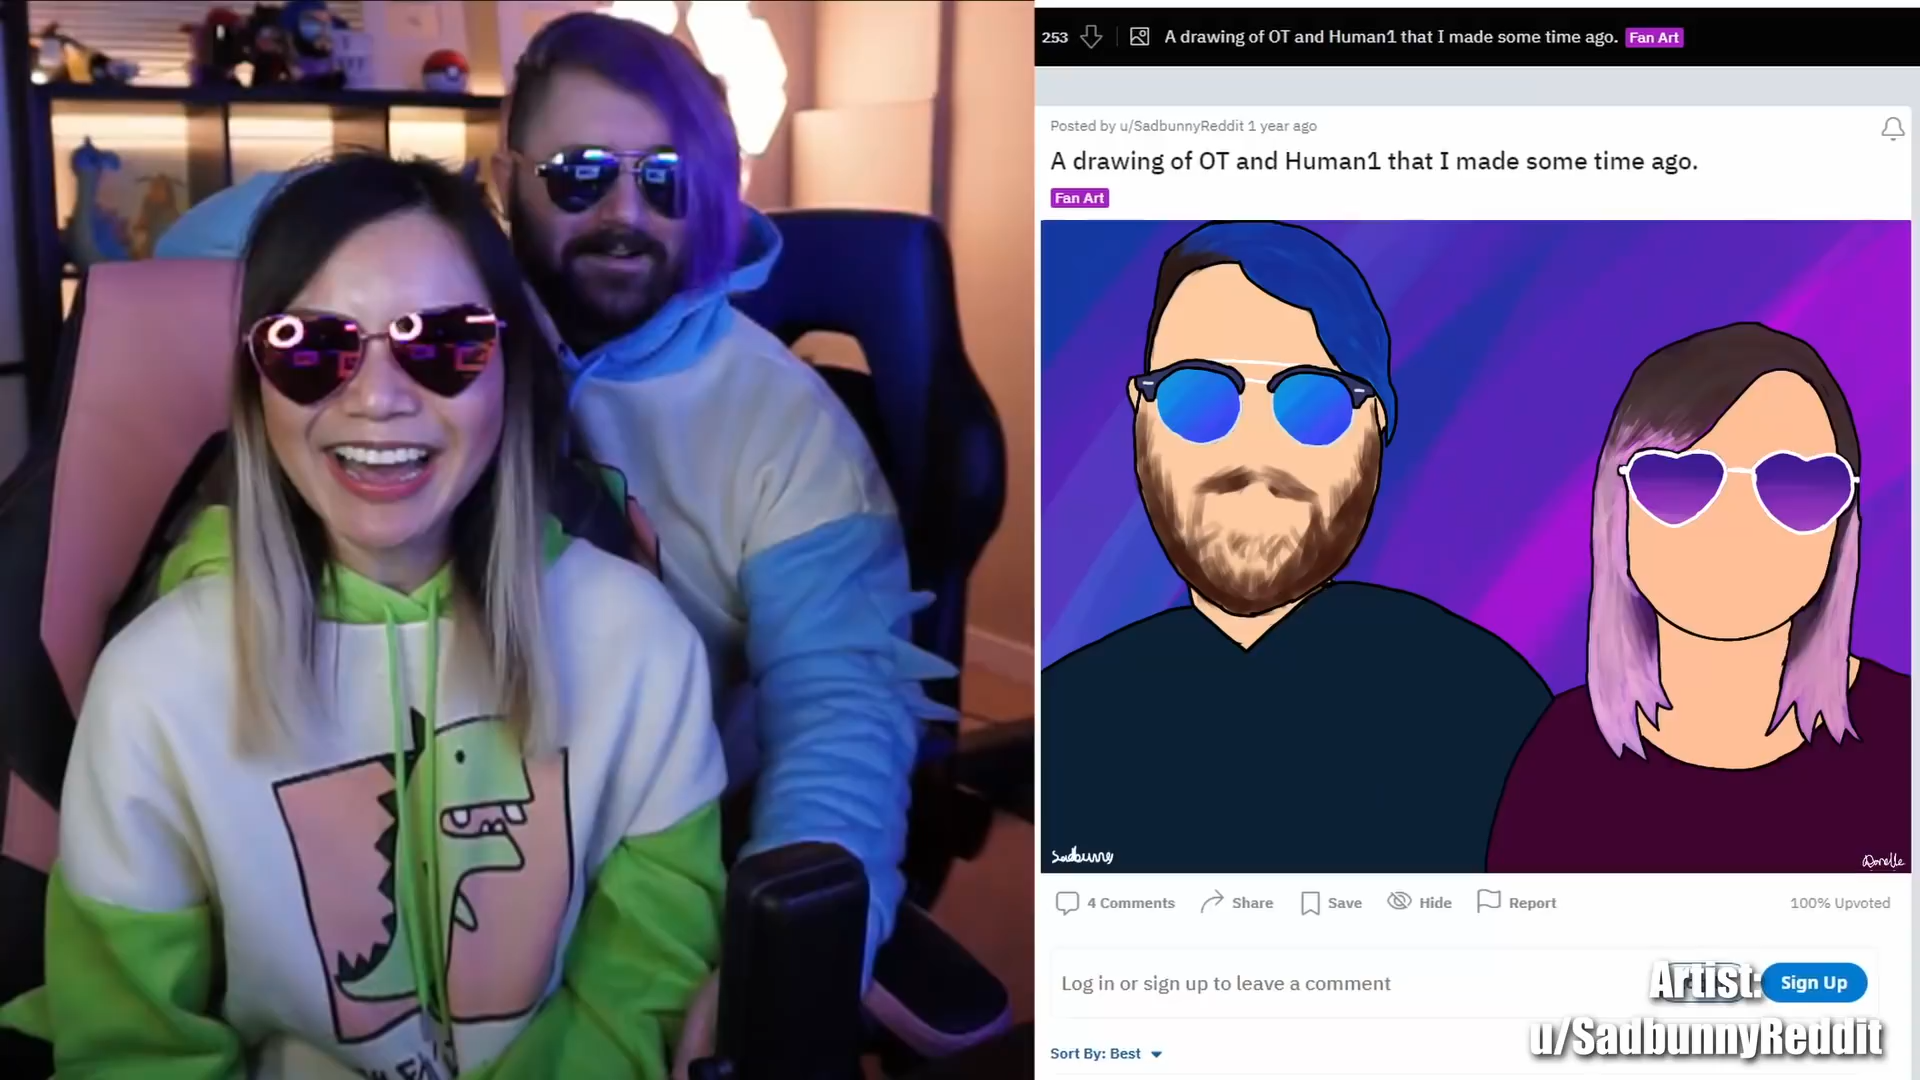 253 A drawing of OT and Human1 that I made some time ago. Fan Art
Posted by u/SadbunnyReddit 1 year ago
A drawing of OT and Human1 that I made some time ago.
Fan Art
Sadbunny
4 Comments Share Save Hide Report 100% Upvoted
Log in or sign up to leave a comment
Sign Up
Artist:
u/SadbunnyReddit
Sort By: Best